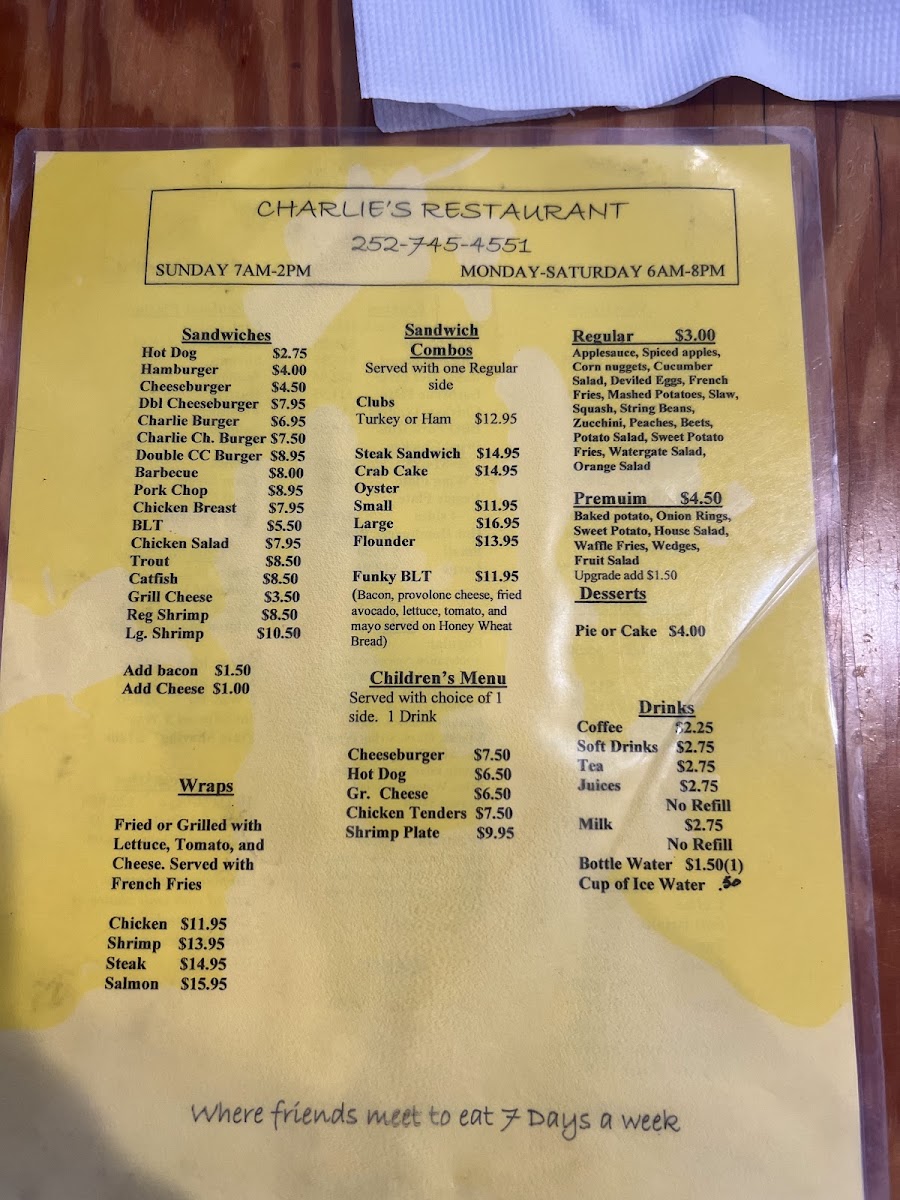 CHARLIE'S RESTAURANT
252-745-4551
SUNDAY 7AM-2PM MONDAY-SATURDAY 6AM-8PM
Sandwiches
Hot Dog $2.75
Hamburger $4.00
Cheeseburger $4.50
Dbl Cheeseburger $7.95
Charlie Burger $6.95
Charlie Ch. Burger $7.50
Double CC Burger $8.95
Barbecue $8.00
Pork Chop $8.95
Chicken Breast $7.95
BLT $5.50
Chicken Salad $7.95
Trout $8.50
Catfish $8.50
Grill Cheese $3.50
Reg Shrimp $8.50
Lg. Shrimp $10.50
Add bacon $1.50
Add Cheese $1.00
Wraps
Fried or Grilled with
Lettuce, Tomato, and
Cheese. Served with
French Fries
Chicken $11.95
Shrimp $13.95
Steak $14.95
Salmon $15.95
Sandwich
Combos
Served with one Regular
side
Clubs
Turkey or Ham $12.95
Steak Sandwich $14.95
Crab Cake $14.95
Oyster
Small $11.95
Large $16.95
Flounder $13.95
Funky BLT $11.95
(Bacon, provolone cheese, fried
avocado, lettuce, tomato, and
mayo served on Honey Wheat
Bread)
Children's Menu
Served with choice of 1
side. 1 Drink
Cheeseburger $7.50
Hot Dog $6.50
Gr. Cheese $6.50
Chicken Tenders $7.50
Shrimp Plate $9.95
Regular $3.00
Applesauce, Spiced apples,
Corn nuggets, Cucumber
Salad, Deviled Eggs, French
Fries, Mashed Potatoes, Slaw,
Squash, String Beans,
Zucchini, Peaches, Beets,
Potato Salad, Sweet Potato
Fries, Watergate Salad,
Orange Salad
Premuim $4.50
Baked potato, Onion Rings,
Sweet Potato, House Salad,
Waffle Fries, Wedges,
Fruit Salad
Upgrade add $1.50
Desserts
Pie or Cake $4.00
Drinks
Coffee $2.25
Soft Drinks $2.75
Tea $2.75
Juices $2.75
No Refill
Milk $2.75
No Refill
Bottle Water $1.50(1)
Cup of Ice Water .50
Where friends meet to eat 7 Days a week